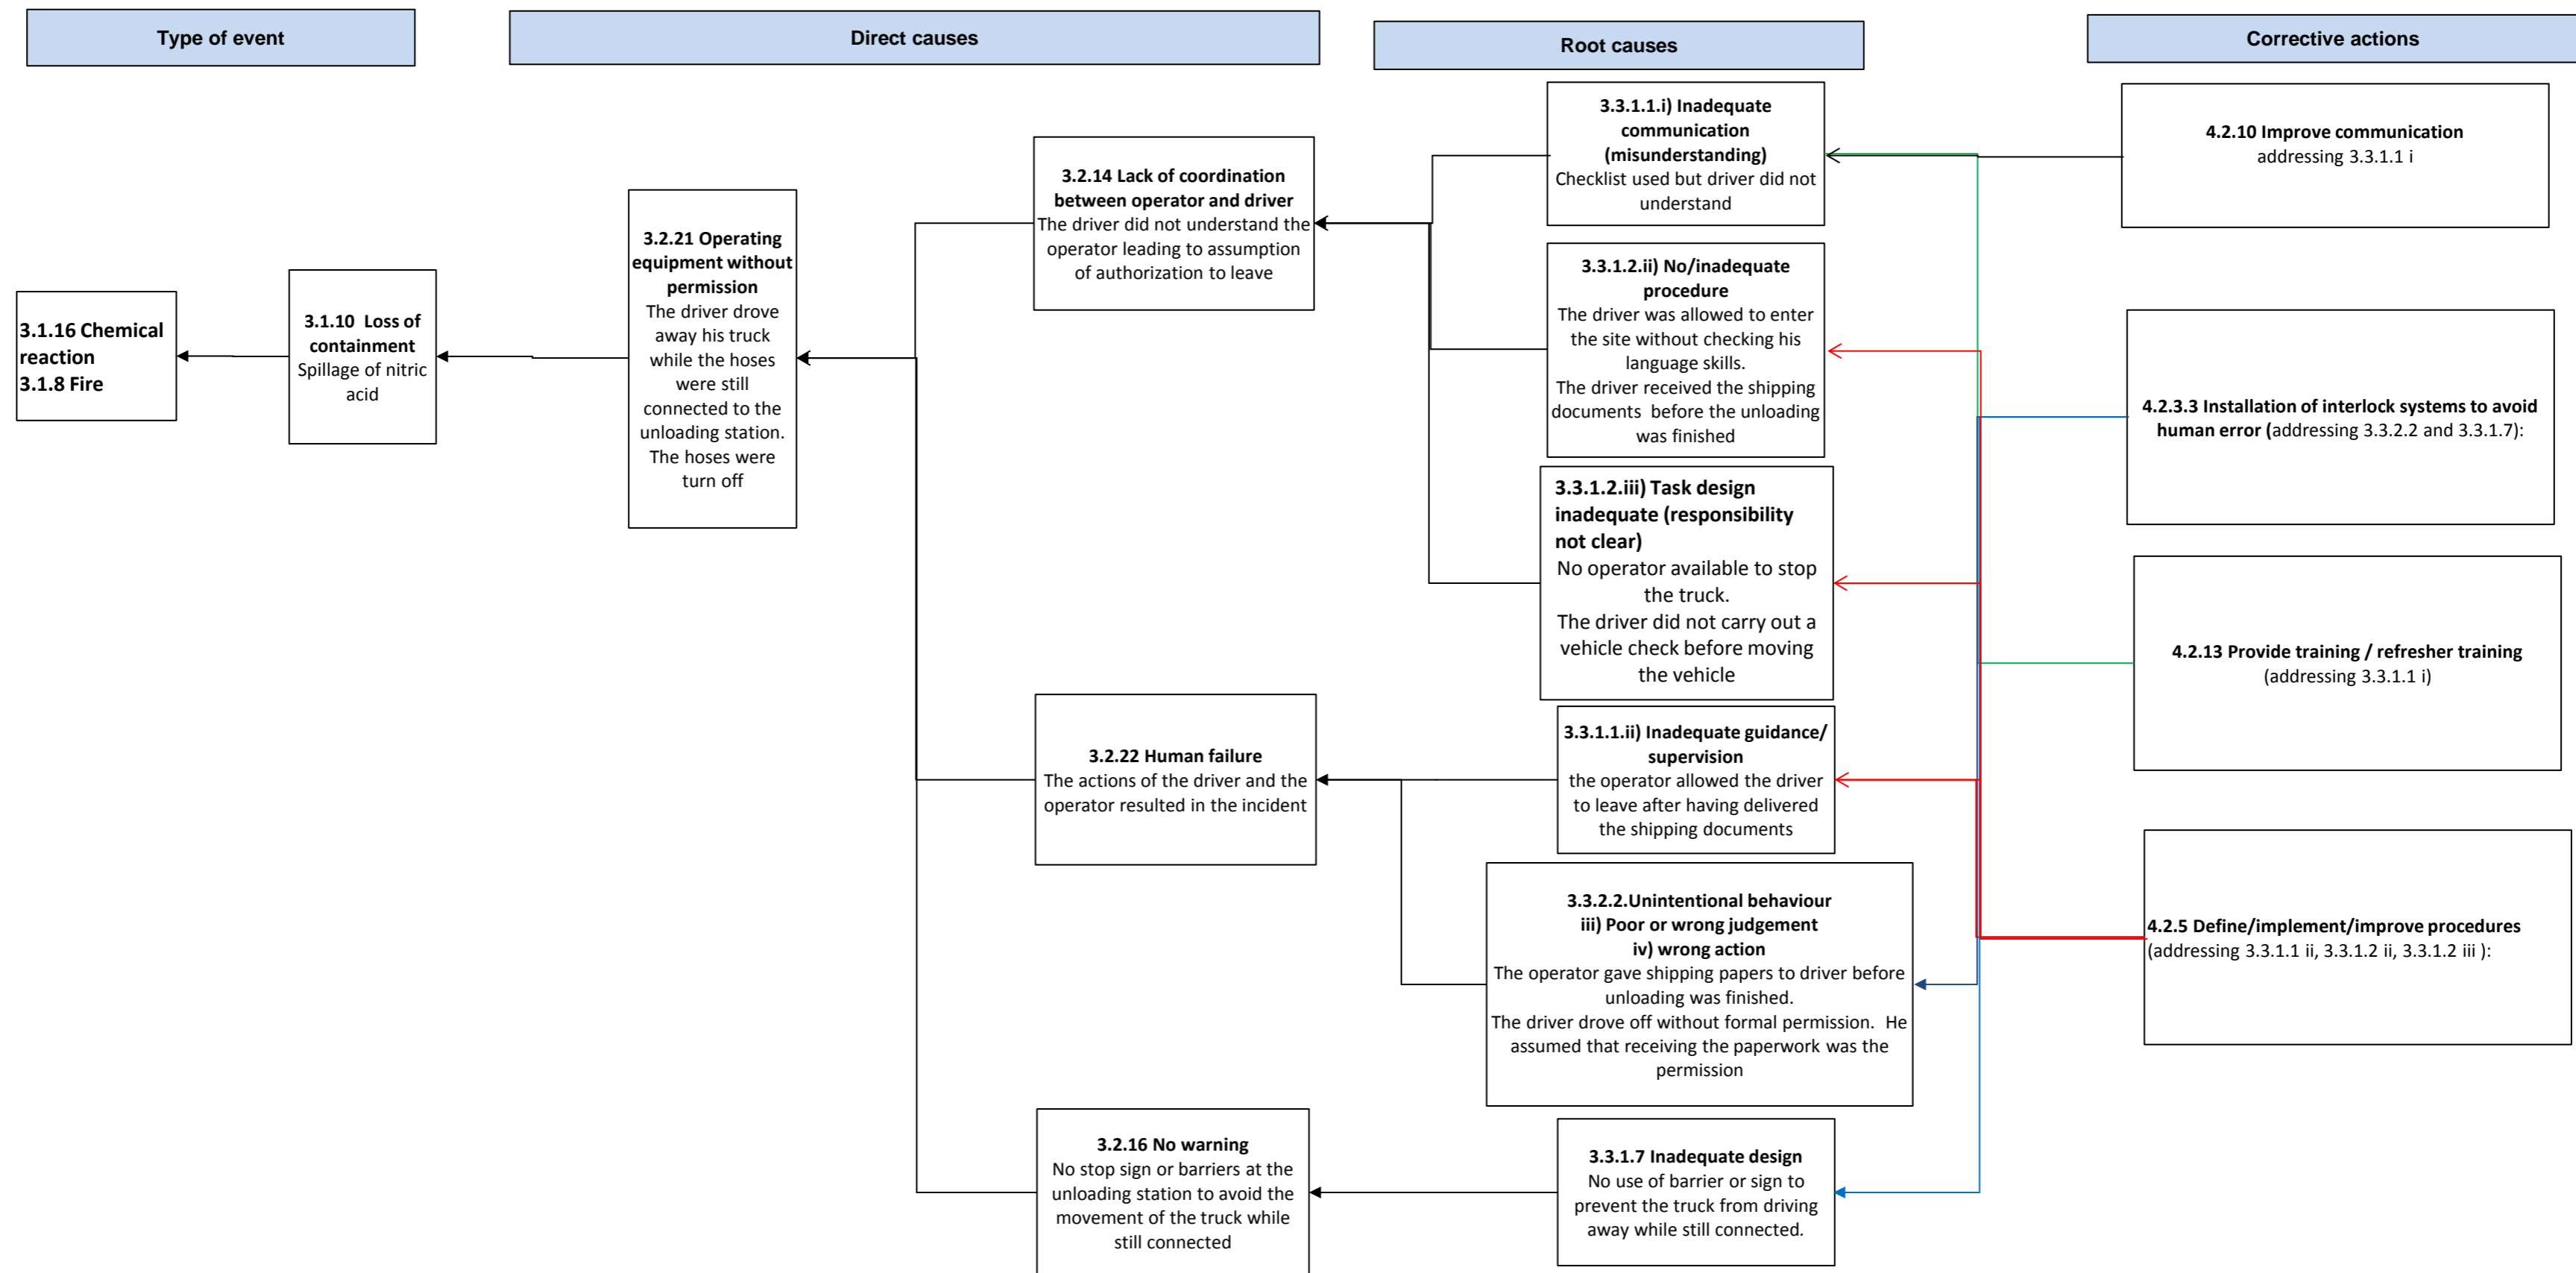 Type of event
Direct causes
Root causes
Corrective actions
3.1.16 Chemical
reaction
3.1.8 Fire
3.1.10  Loss of
containment
Spillage of nitric
acid
3.2.21 Operating
equipment without
permission
The driver drove
away his truck
while the hoses
were still
connected to the
unloading station.
The hoses were
turn off
3.2.14 Lack of coordination
between operator and driver
The driver did not understand the
operator leading to assumption
of authorization to leave
3.2.22 Human failure
The actions of the driver and the
operator resulted in the incident
3.2.16 No warning
No stop sign or barriers at the
unloading station to avoid the
movement of the truck while
still connected
3.3.1.1.i) Inadequate
communication
(misunderstanding)
Checklist used but driver did not
understand
3.3.1.2.ii) No/inadequate
procedure
The driver was allowed to enter
the site without checking his
language skills.
The driver received the shipping
documents  before the unloading
was finished
3.3.1.2.iii) Task design
inadequate (responsibility
not clear)
No operator available to stop
the truck.
The driver did not carry out a
vehicle check before moving
the vehicle
3.3.1.1.ii) Inadequate guidance/
supervision
the operator allowed the driver
to leave after having delivered
the shipping documents
3.3.2.2.Unintentional behaviour
iii) Poor or wrong judgement
iv) wrong action
The operator gave shipping papers to driver before
unloading was finished.
The driver drove off without formal permission.  He
assumed that receiving the paperwork was the
permission
3.3.1.7 Inadequate design
No use of barrier or sign to
prevent the truck from driving
away while still connected.
4.2.10 Improve communication
addressing 3.3.1.1 i
4.2.3.3 Installation of interlock systems to avoid
human error (addressing 3.3.2.2 and 3.3.1.7):
4.2.13 Provide training / refresher training
(addressing 3.3.1.1 i)
4.2.5 Define/implement/improve procedures
(addressing 3.3.1.1 ii, 3.3.1.2 ii, 3.3.1.2 iii ):